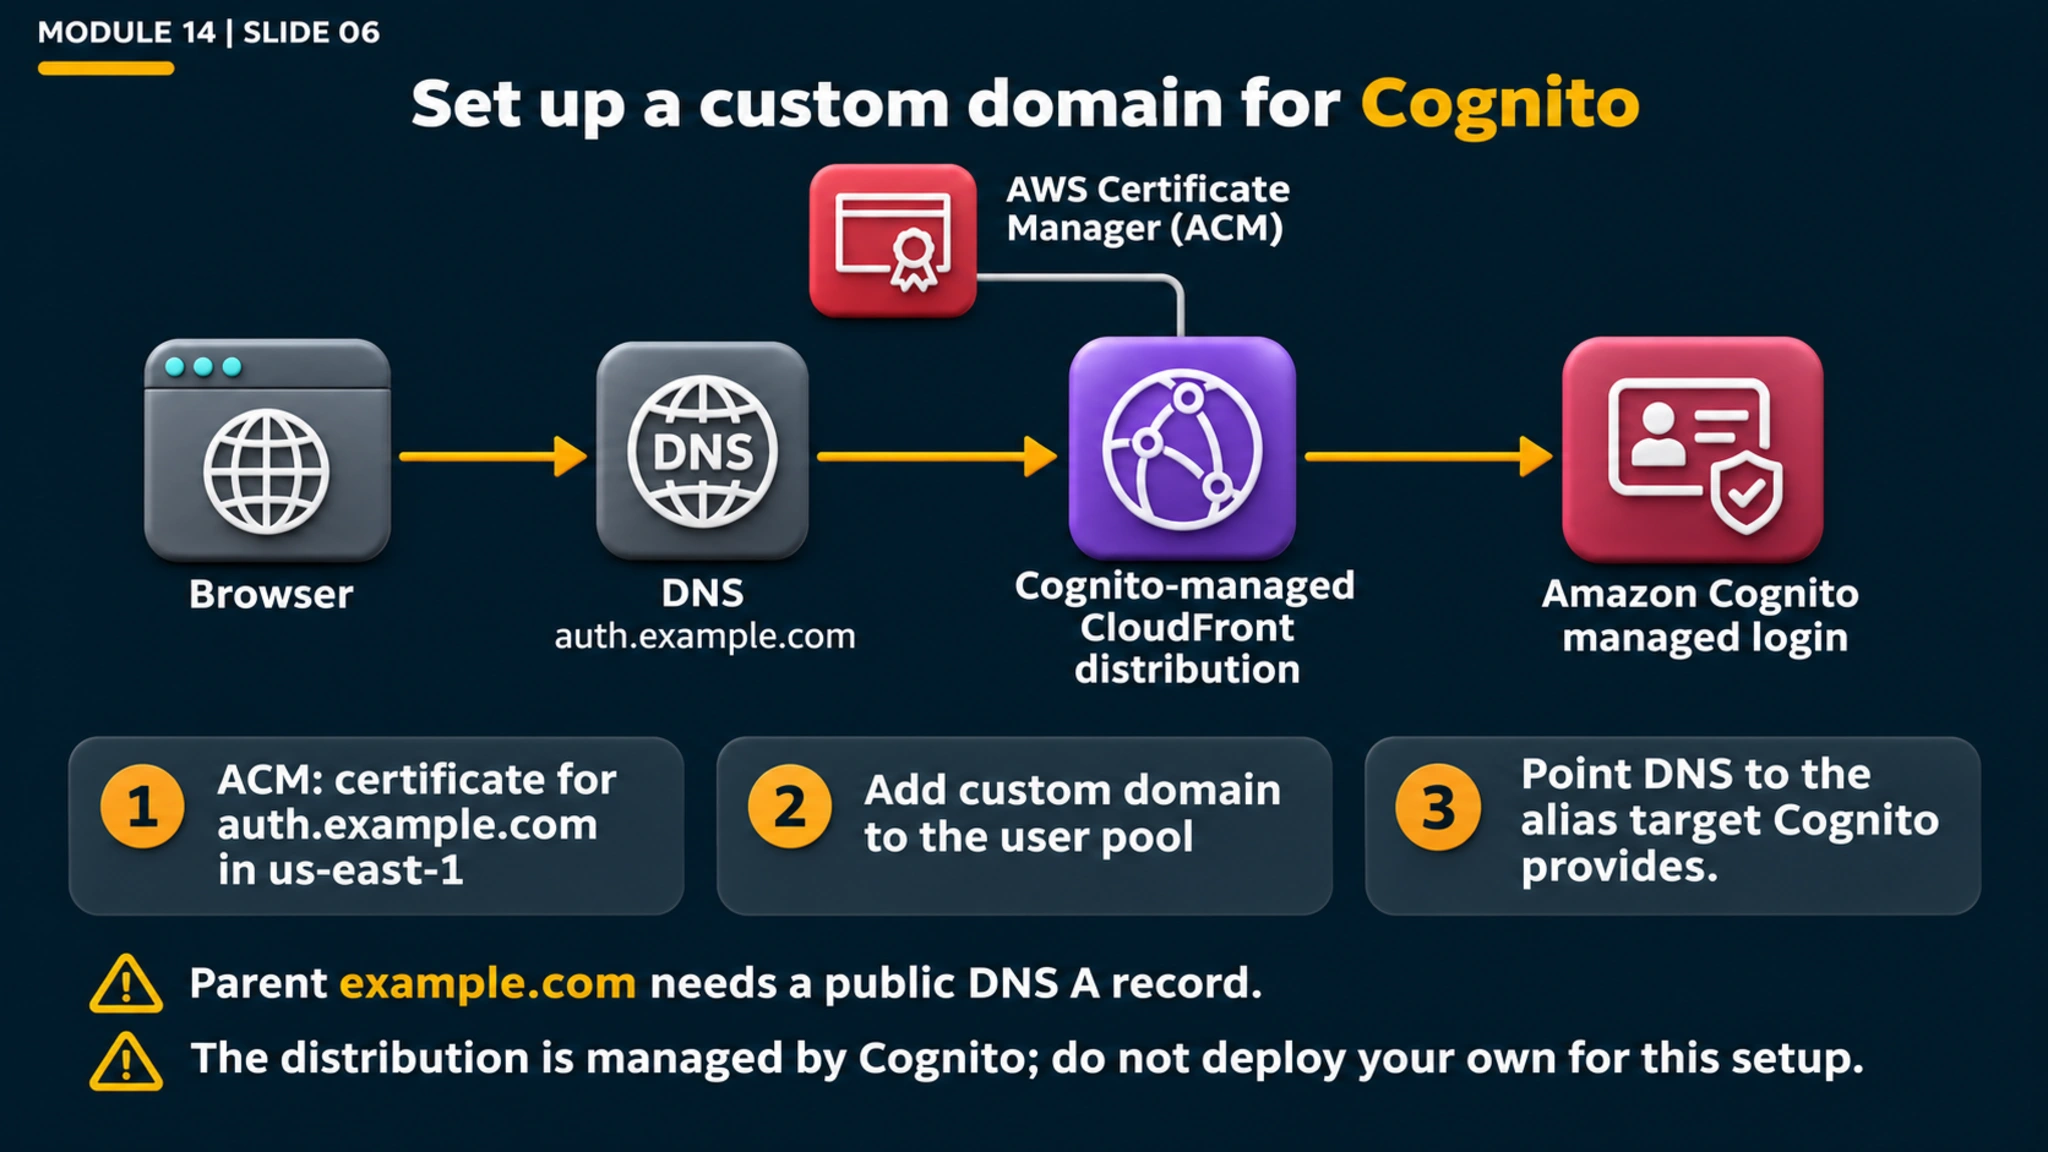 MODULE 14 | SLIDE 06
Set up a custom domain for Cognito
AWS Certificate
Manager (ACM)
DNS
Browser
DNS
auth.example.com
Cognito-managed
CloudFront
distribution
Amazon Cognito
managed login
1
ACM: certificate for
auth.example.com
in us-east-1
2
Add custom domain
to the user pool
3
Point DNS to the
alias target Cognito
provides.
Parent example.com needs a public DNS A record.
The distribution is managed by Cognito; do not deploy your own for this setup.